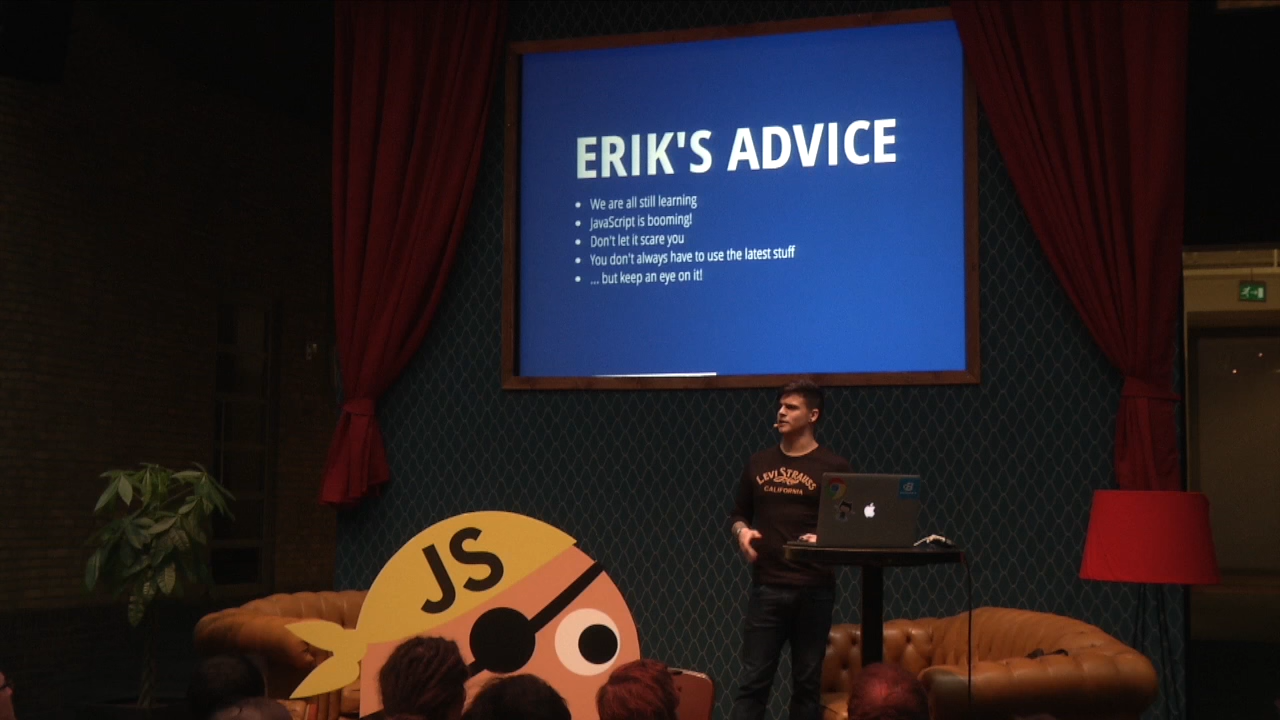 ERIK'S ADVICE
• We are all still learning
• JavaScript is booming!
• Don't let it scare you
• You don't always have to use the latest stuff
• ... but keep an eye on it!
LEVI STRAUSS
CALIFORNIA
JS